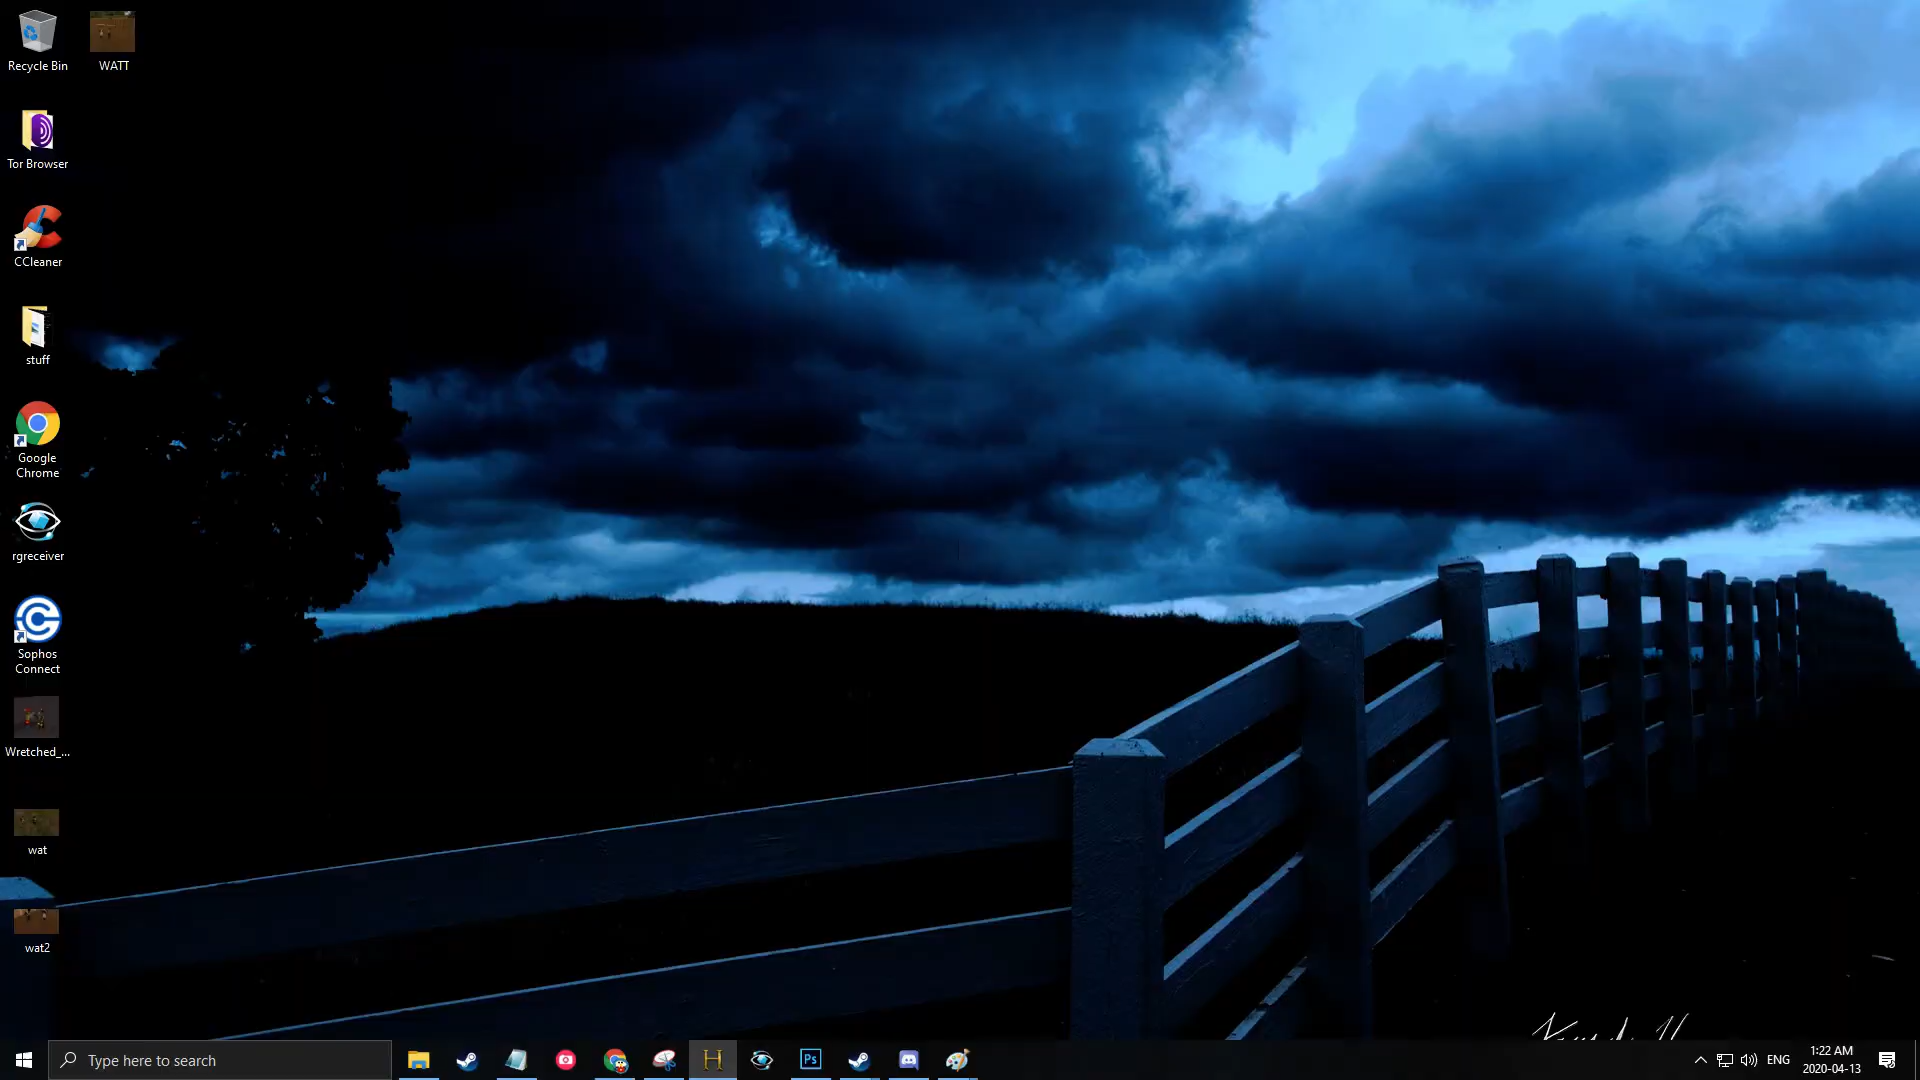 Recycle Bin
WATT
Tor Browser
CCleaner
stuff
Google
Chrome
rgreceiver
Sophos
Connect
Wretched_...
wat
wat2
Type here to search
H
Ps
ENG
1:22 AM
2020-04-13